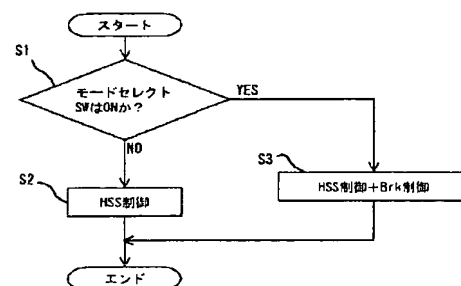 スタート
S1
モードセレクト
SWはONか？
YES
NO
S3
S2
HSS制御
HSS制御+Brk制御
エンド